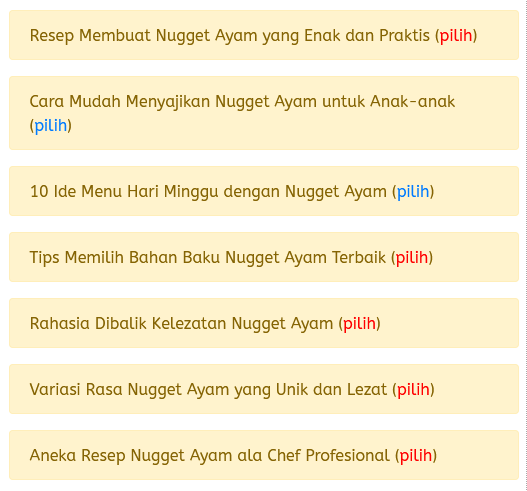 Resep Membuat Nugget Ayam yang Enak dan Praktis (pilih)
Cara Mudah Menyajikan Nugget Ayam untuk Anak-anak
(pilih)
10 Ide Menu Hari Minggu dengan Nugget Ayam (pilih)
Tips Memilih Bahan Baku Nugget Ayam Terbaik (pilih)
Rahasia Dibalik Kelezatan Nugget Ayam (pilih)
Variasi Rasa Nugget Ayam yang Unik dan Lezat (pilih)
Aneka Resep Nugget Ayam ala Chef Profesional (pilih)